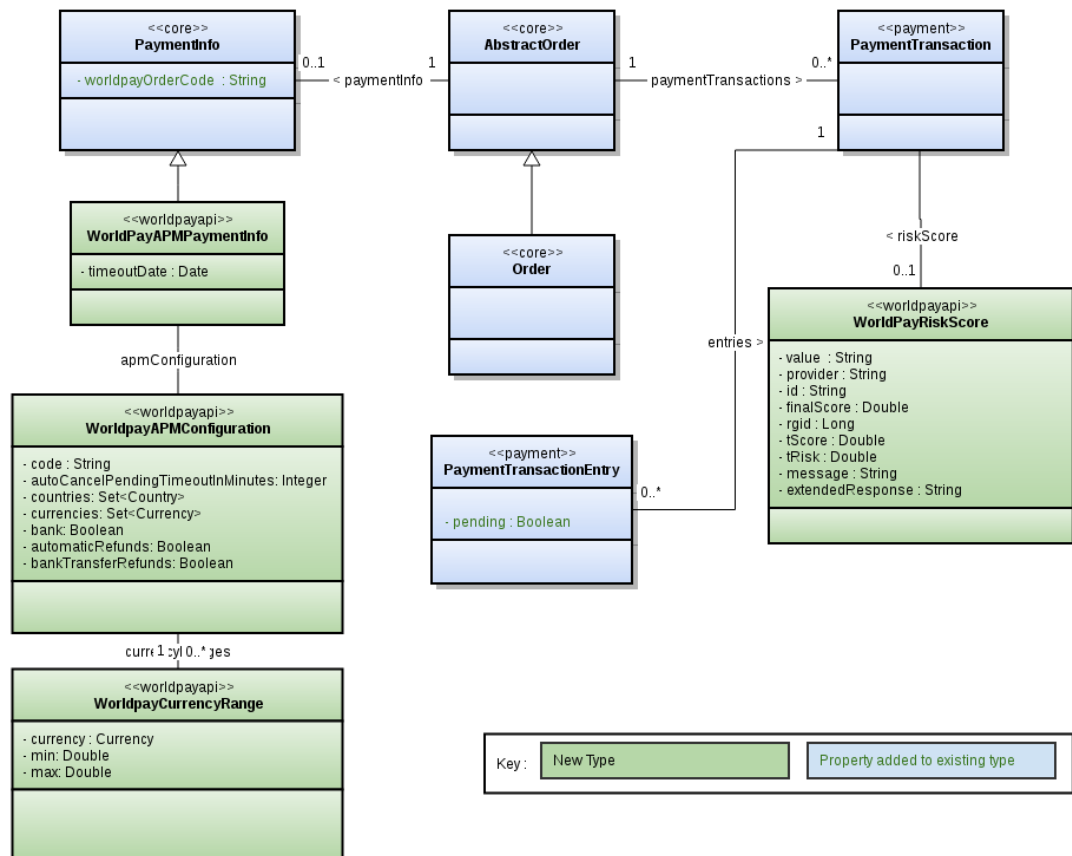 <<core>>
PaymentInfo
- worldpayOrderCode : String
0..1
1
< paymentInfo
<<core>>
AbstractOrder
1
0..*
paymentTransactions >
<<payment>>
PaymentTransaction
1
<<worldpayapi>>
WorldPayAPMPaymentInfo
- timeoutDate : Date
<<core>>
Order
< riskScore
0..1
<<worldpayapi>>
WorldPayRiskScore
- value : String
- provider : String
- id : String
- finalScore : Double
- rgid : Long
- tScore : Double
- tRisk : Double
- message : String
- extendedResponse : String
entries >
apmConfiguration
<<worldpayapi>>
WorldpayAPMConfiguration
- code : String
- autoCancelPendingTimeoutInMinutes: Integer
- countries: Set<Country>
- currencies: Set<Currency>
- bank: Boolean
- automaticRefunds: Boolean
- bankTransferRefunds: Boolean
<<payment>>
PaymentTransactionEntry
- pending : Boolean
0..*
1
0..*
<<worldpayapi>>
WorldpayCurrencyRange
- currency : Currency
- min: Double
- max: Double
Key :
New Type
Property added to existing type